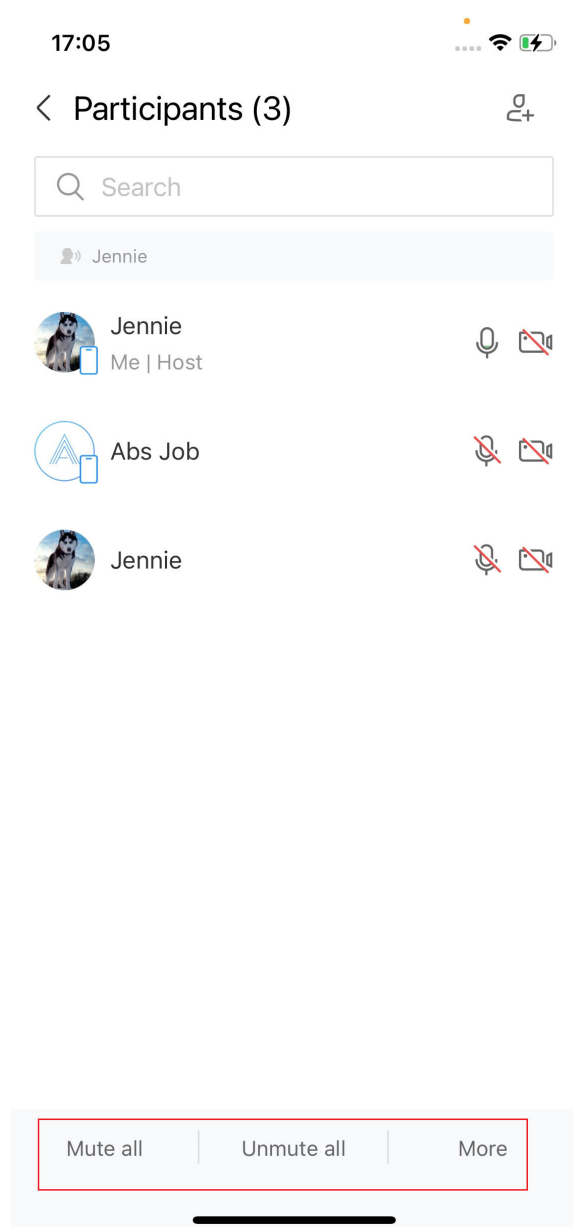 17:05
Participants (3)
Search
Jennie
Jennie
Me | Host
Abs Job
Jennie
Mute all
Unmute all
More